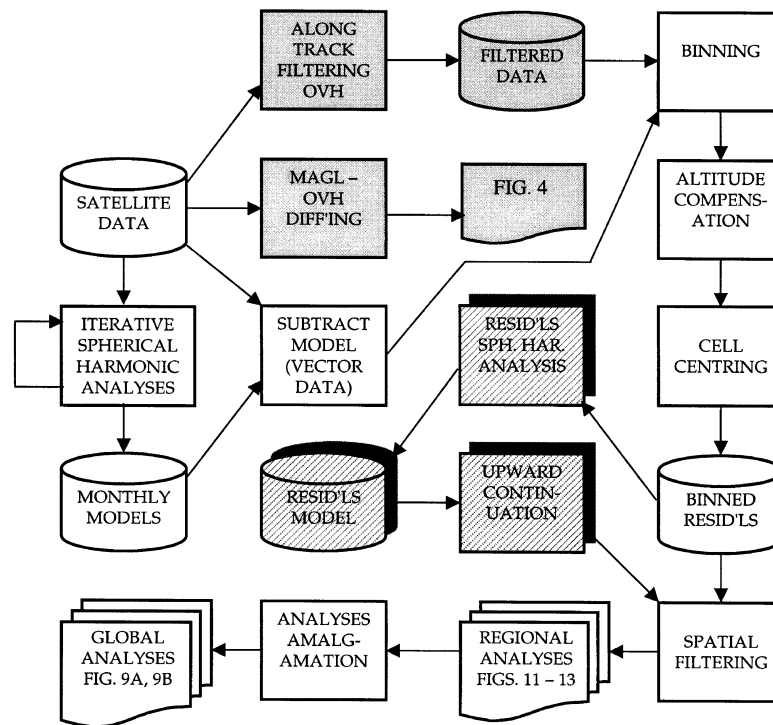 ALONG
TRACK
FILTERING
OVH
FILTERED
DATA
BINNING
SATELLITE
DATA
MAGL –
OVH
DIFF'ING
FIG. 4
ALTITUDE
COMPENS-
ATION
ITERATIVE
SPHERICAL
HARMONIC
ANALYSES
SUBTRACT
MODEL
(VECTOR
DATA)
RESID'LS
SPH. HAR.
ANALYSIS
CELL
CENTRING
MONTHLY
MODELS
RESID'LS
MODEL
UPWARD
CONTIN-
UATION
BINNED
RESID'LS
GLOBAL
ANALYSES
FIG. 9A, 9B
ANALYSES
AMALG-
AMATION
REGIONAL
ANALYSES
FIGS. 11 – 13
SPATIAL
FILTERING